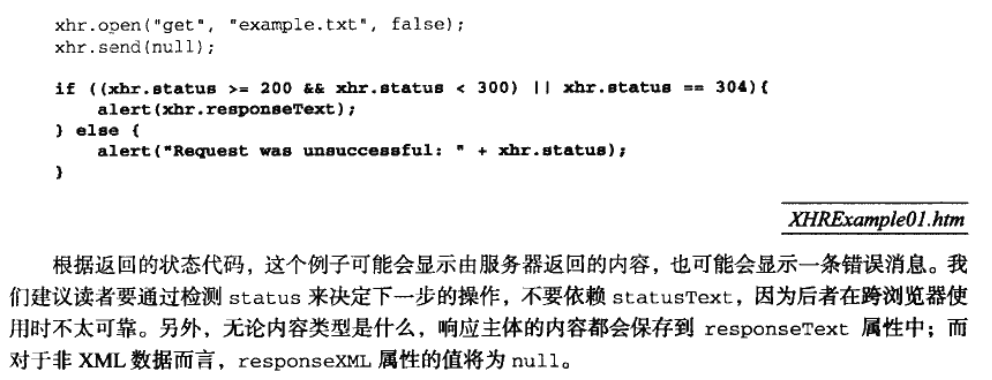 xhr.open("get", "example.txt", false);
xhr.send(null);
if ((xhr.status >= 200 && xhr.status < 300) || xhr.status == 304){
    alert(xhr.responseText);
} else {
    alert("Request was unsuccessful: " + xhr.status);
}
XHRExample01.htm
根据返回的状态代码，这个例子可能会显示由服务器返回的内容，也可能会显示一条错误消息。我
们建议读者要通过检测 status 来决定下一步的操作，不要依赖 statusText，因为后者在跨浏览器使
用时不太可靠。另外，无论内容类型是什么，响应主体的内容都会保存到 responseText 属性中；而
对于非 XML 数据而言，responseXML 属性的值将为 null。